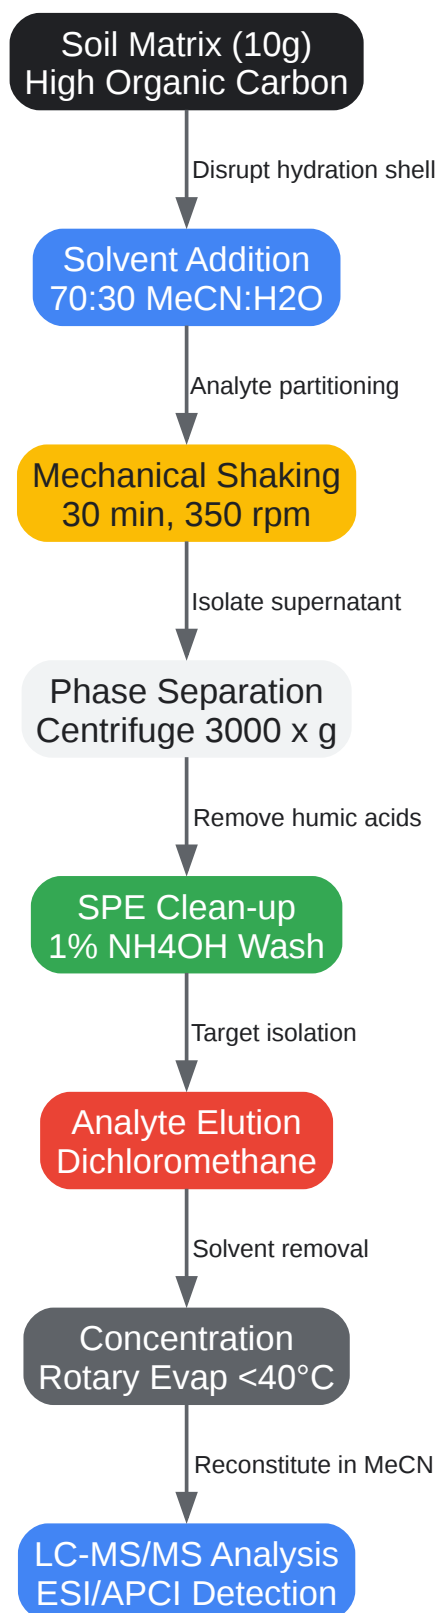 Soil Matrix (10g)
High Organic Carbon
Disrupt hydration shell
Solvent Addition
70:30 MeCN:H2O
Analyte partitioning
Mechanical Shaking
30 min, 350 rpm
Isolate supernatant
Phase Separation
Centrifuge 3000 x g
Remove humic acids
SPE Clean-up
1% NH4OH Wash
Target isolation
Analyte Elution
Dichloromethane
Solvent removal
Concentration
Rotary Evap <40°C
Reconstitute in MeCN
LC-MS/MS Analysis
ESI/APCI Detection